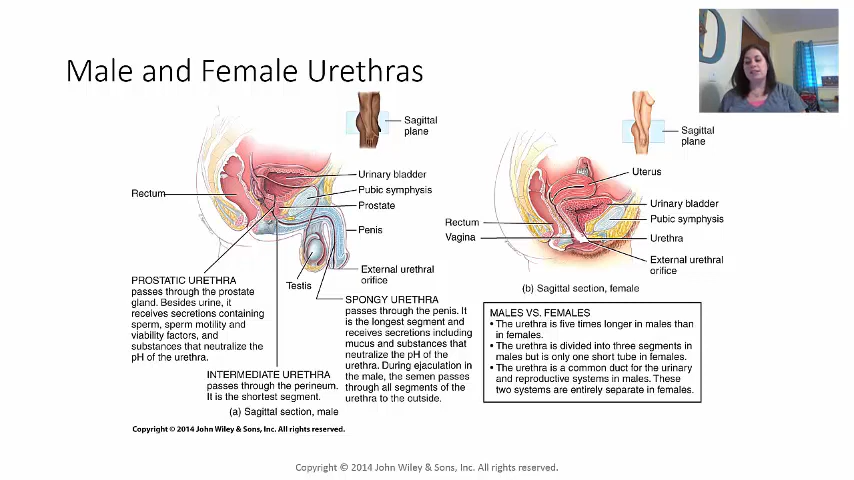 Male and Female Urethras
Sagittal
plane
Urinary bladder
Pubic symphysis
Prostate
Rectum
Penis
External urethral
orifice
Testis
PROSTATIC URETHRA
passes through the prostate
gland. Besides urine, it
receives secretions containing
sperm, sperm motility and
viability factors, and
substances that neutralize the
pH of the urethra.
INTERMEDIATE URETHRA
passes through the perineum.
It is the shortest segment.
SPONGY URETHRA
passes through the penis. It
is the longest segment and
receives secretions including
mucus and substances that
neutralize the pH of the
urethra. During ejaculation in
the male, the semen passes
through all segments of the
urethra to the outside.
(a) Sagittal section, male
Copyright © 2014 John Wiley & Sons, Inc. All rights reserved.
Sagittal
plane
Uterus
Urinary bladder
Pubic symphysis
Rectum
Vagina
Urethra
External urethral
orifice
(b) Sagittal section, female
MALES VS. FEMALES
• The urethra is five times longer in males than
in females.
• The urethra is divided into three segments in
males but is only one short tube in females.
• The urethra is a common duct for the urinary
and reproductive systems in males. These
two systems are entirely separate in females.
Copyright © 2014 John Wiley & Sons, Inc. All rights reserved.